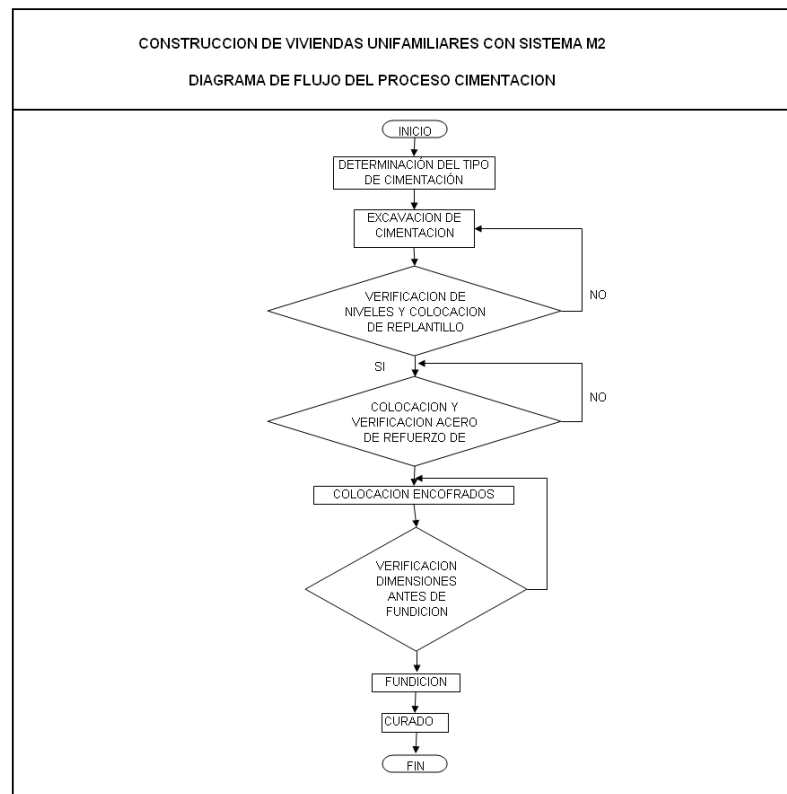 CONSTRUCCION DE VIVIENDAS UNIFAMILIARES CON SISTEMA M2
DIAGRAMA DE FLUJO DEL PROCESO CIMENTACION
INICIO
DETERMINACIÓN DEL TIPO
DE CIMENTACIÓN
EXCAVACION DE
CIMENTACION
VERIFICACION DE
NIVELES Y COLOCACION
DE REPLANTILLO
NO
SI
COLOCACION Y
VERIFICACION ACERO
DE REFUERZO DE
NO
COLOCACION ENCOFRADOS
VERIFICACION
DIMENSIONES
ANTES DE
FUNDICION
FUNDICION
CURADO
FIN